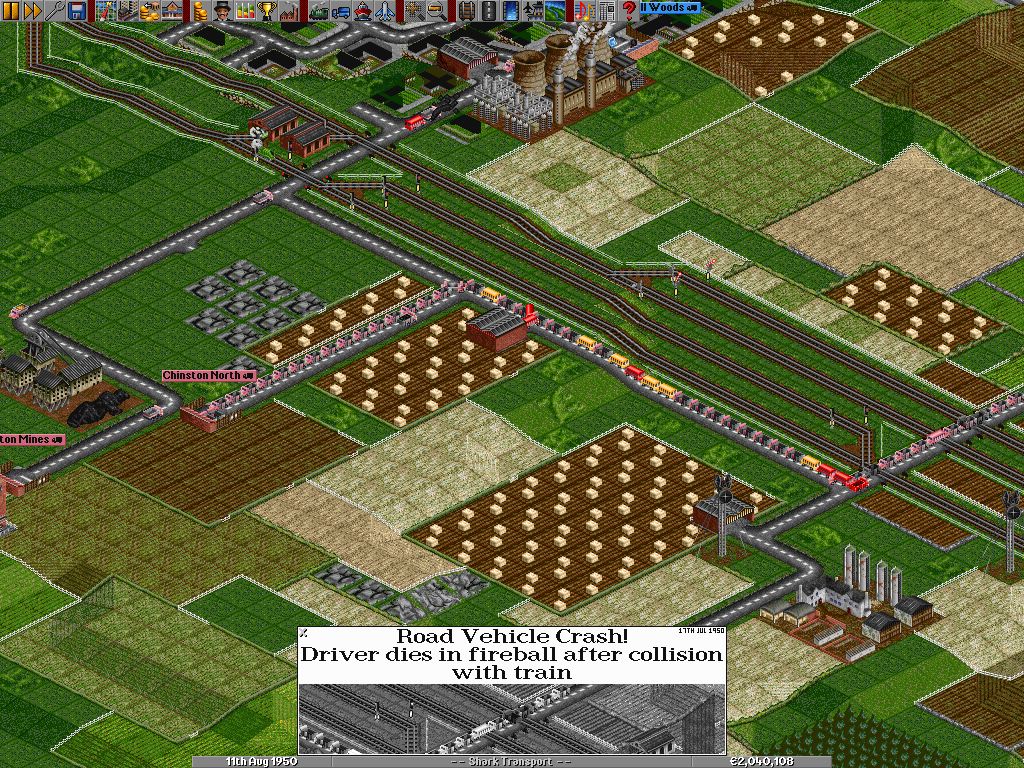 ll Woods
Chinston North
ton Mines
17TH JUL 1950
Road Vehicle Crash!
Driver dies in fireball after collision
with train
11th Aug 1950
-- Shark Transport --
€2,040,108